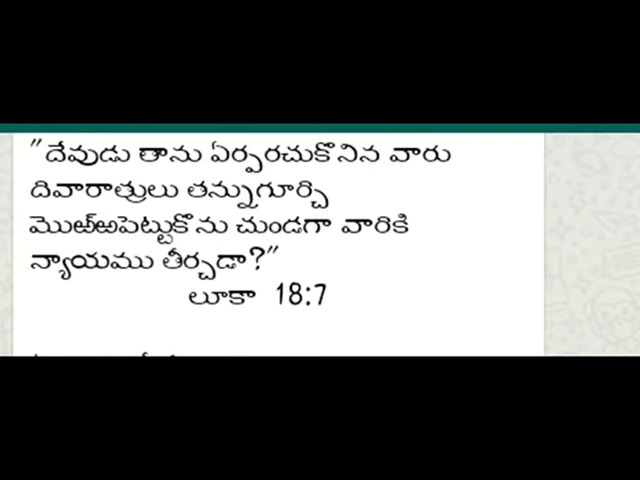 "దేవుడు తాను ఏర్పరచుకొనిన వారు
దివారాత్రులు తన్నుగూర్చి
మొఱ్ఱపెట్టుకొను చుండగా వారికి
న్యాయము తీర్చడా?"
లూకా 18:7